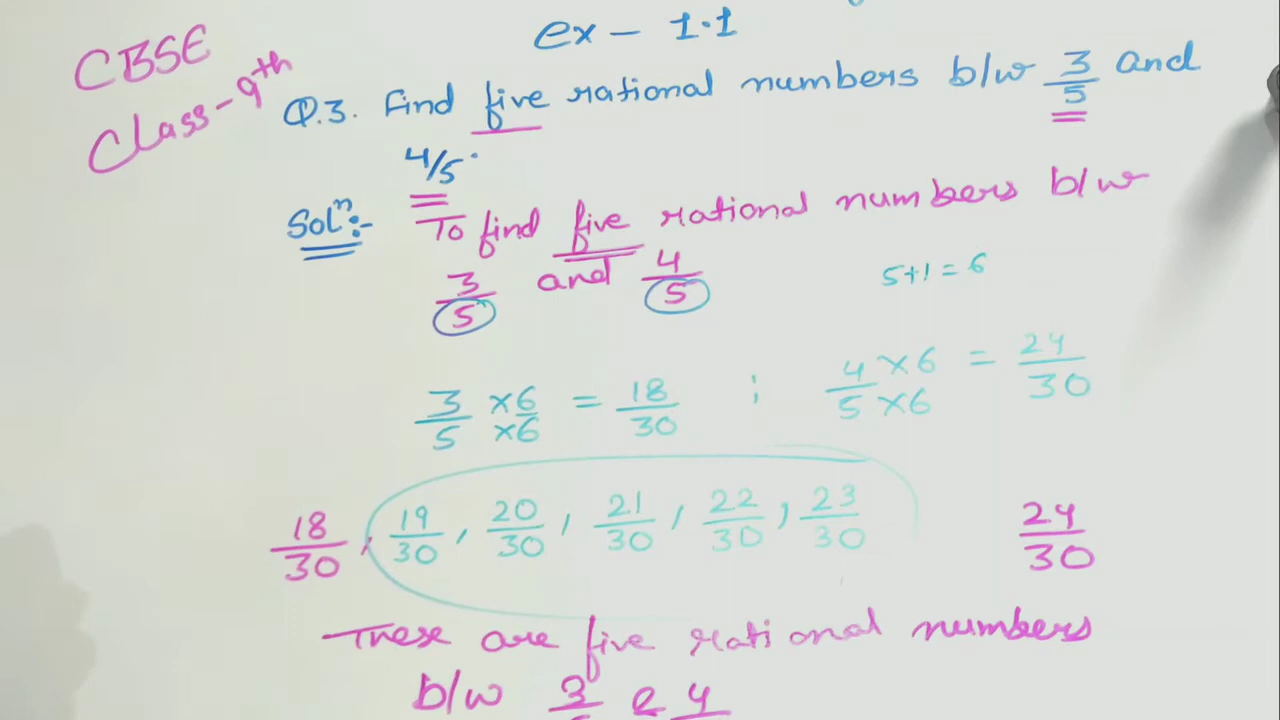 CBSE
Class-9th
ex - 1.1
Q.3. Find five rational numbers b/w 3/5 and
4/5.
Solⁿ:- To find five rational numbers b/w
3/5 and 4/5
5+1=6
3/5 ×6/×6 = 18/30 ; 4/5 ×6/×6 = 24/30
18/30, 19/30, 20/30, 21/30, 22/30, 23/30 24/30
These are five rational numbers
b/w 3/5 & 4